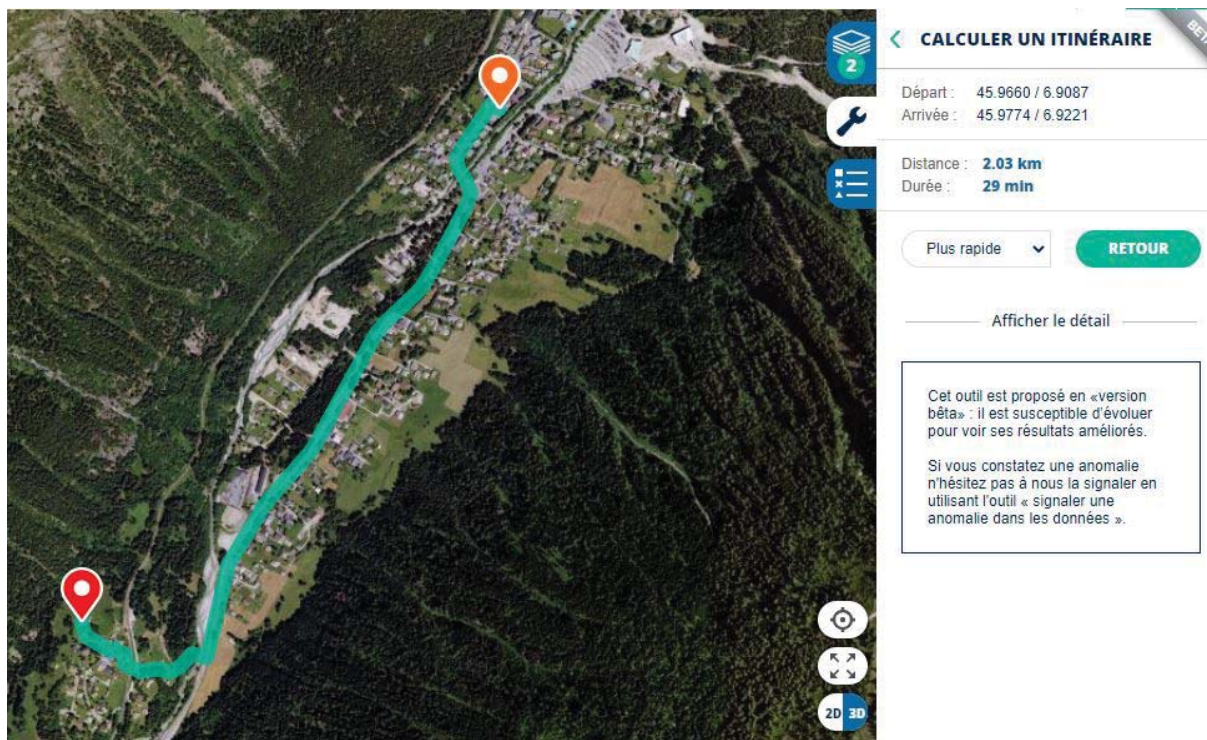 2
2D 3D
CALCULER UN ITINÉRAIRE
BETA
Départ : 45.9660 / 6.9087
Arrivée : 45.9774 / 6.9221
Distance : 2.03 km
Durée : 29 min
Plus rapide
RETOUR
Afficher le détail
Cet outil est proposé en «version
bêta» : il est susceptible d'évoluer
pour voir ses résultats améliorés.
Si vous constatez une anomalie
n'hésitez pas à nous la signaler en
utilisant l'outil « signaler une
anomalie dans les données ».